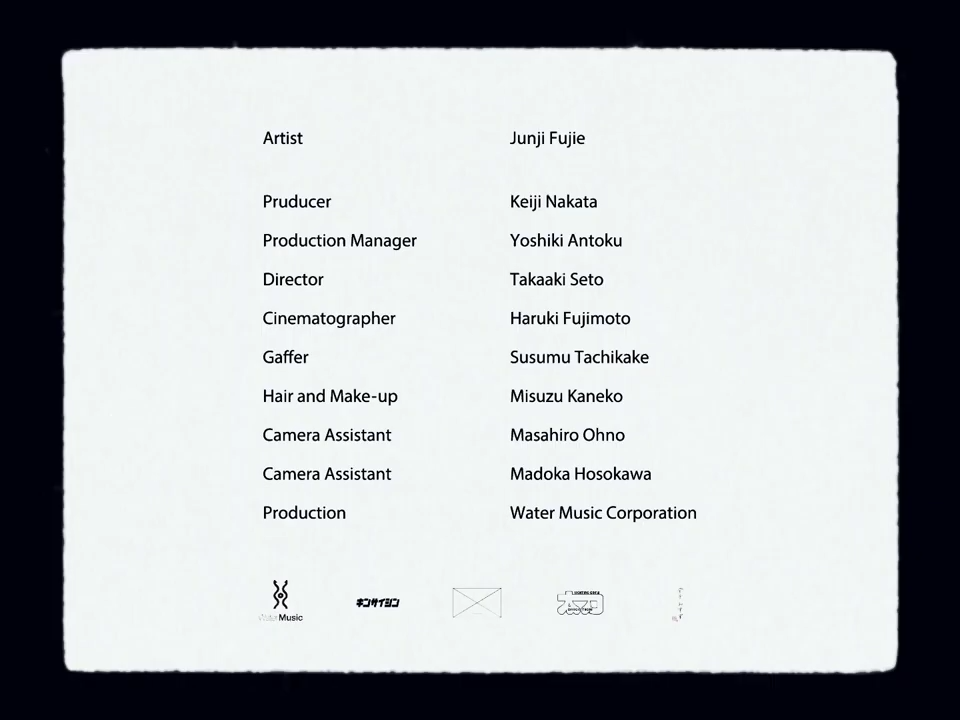 Artist Junji Fujie
Pruducer Keiji Nakata
Production Manager Yoshiki Antoku
Director Takaaki Seto
Cinematographer Haruki Fujimoto
Gaffer Susumu Tachikake
Hair and Make-up Misuzu Kaneko
Camera Assistant Masahiro Ohno
Camera Assistant Madoka Hosokawa
Production Water Music Corporation
Water Music
キンサイシン